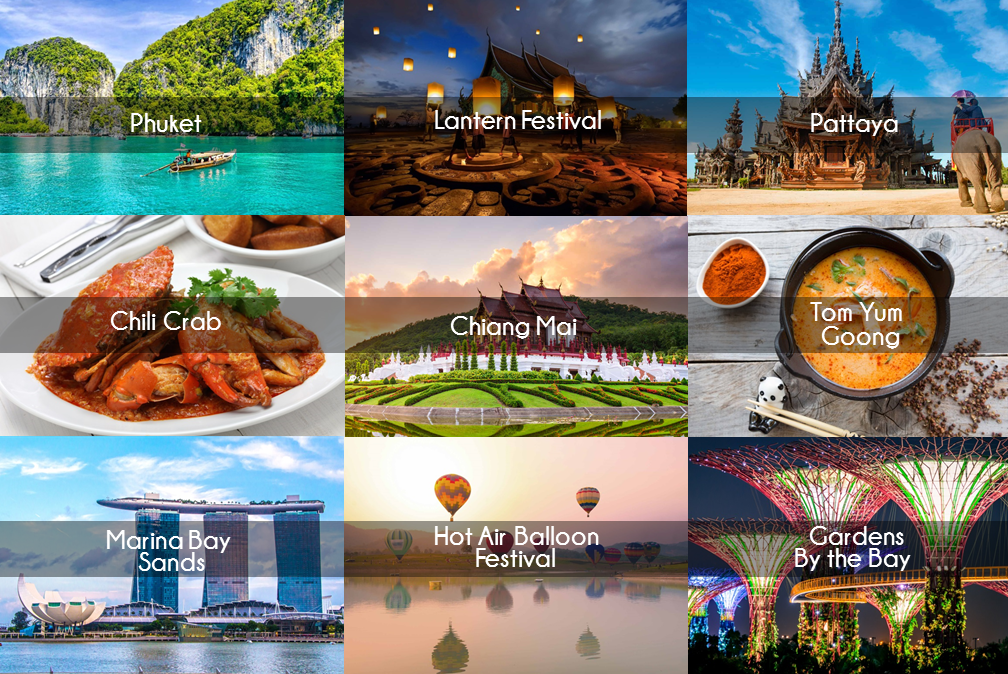 Phuket
Lantern Festival
Pattaya
Chili Crab
Chiang Mai
Tom Yum
Goong
Marina Bay
Sands
Hot Air Balloon
Festival
Gardens
By the Bay